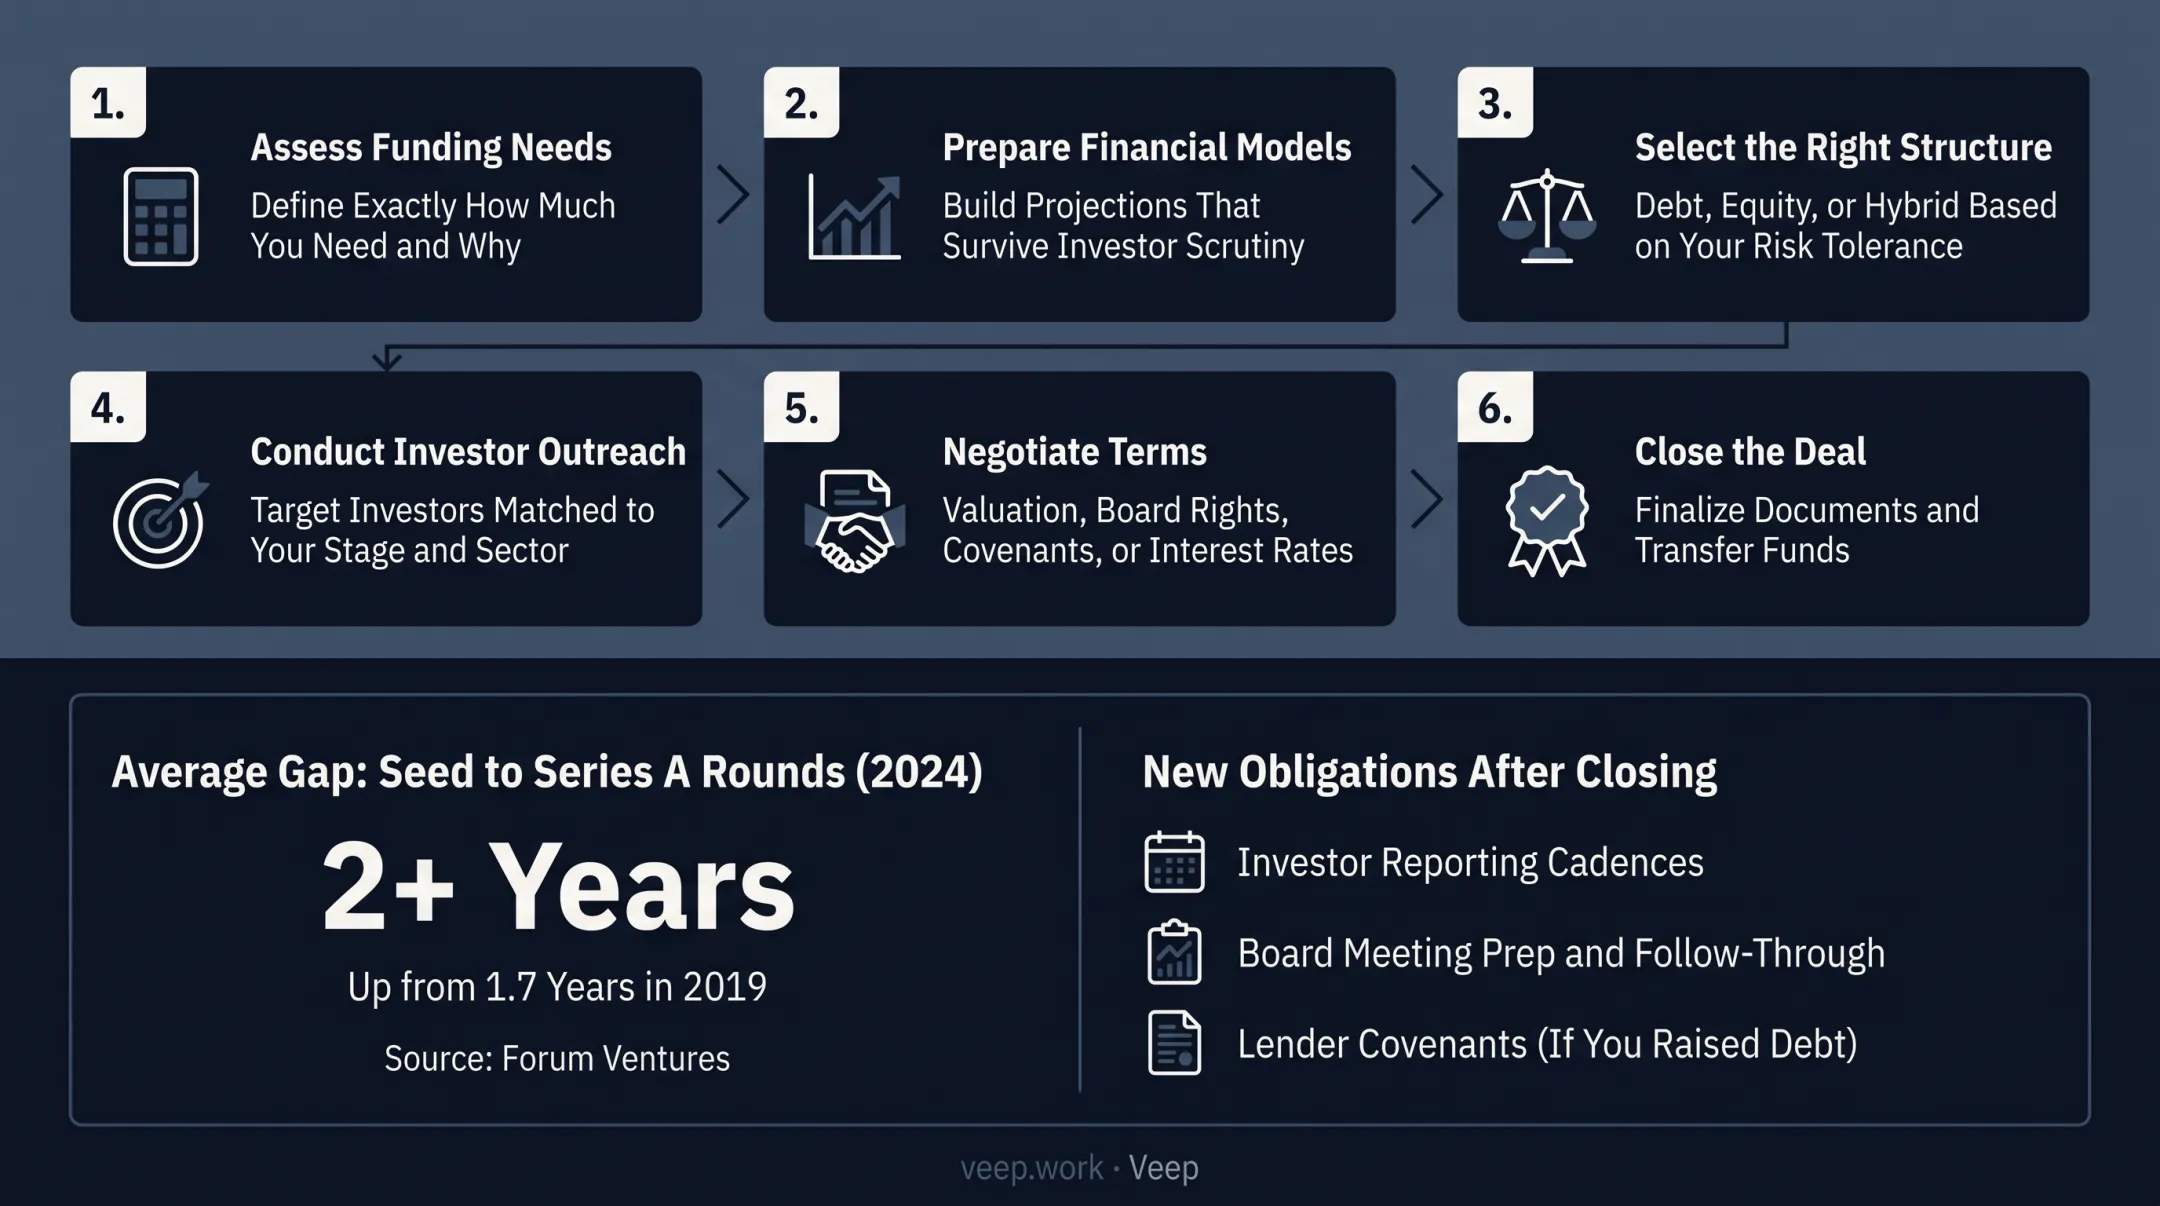 1.
Assess Funding Needs
Define Exactly How Much
You Need and Why
2.
Prepare Financial Models
Build Projections That
Survive Investor Scrutiny
3.
Select the Right Structure
Debt, Equity, or Hybrid Based
on Your Risk Tolerance
4.
Conduct Investor Outreach
Target Investors Matched to
Your Stage and Sector
5.
Negotiate Terms
Valuation, Board Rights,
Covenants, or Interest Rates
6.
Close the Deal
Finalize Documents and
Transfer Funds
Average Gap: Seed to Series A Rounds (2024)
2+ Years
Up from 1.7 Years in 2019
Source: Forum Ventures
New Obligations After Closing
Investor Reporting Cadences
Board Meeting Prep and Follow-Through
Lender Covenants (If You Raised Debt)
veep.work · Veep